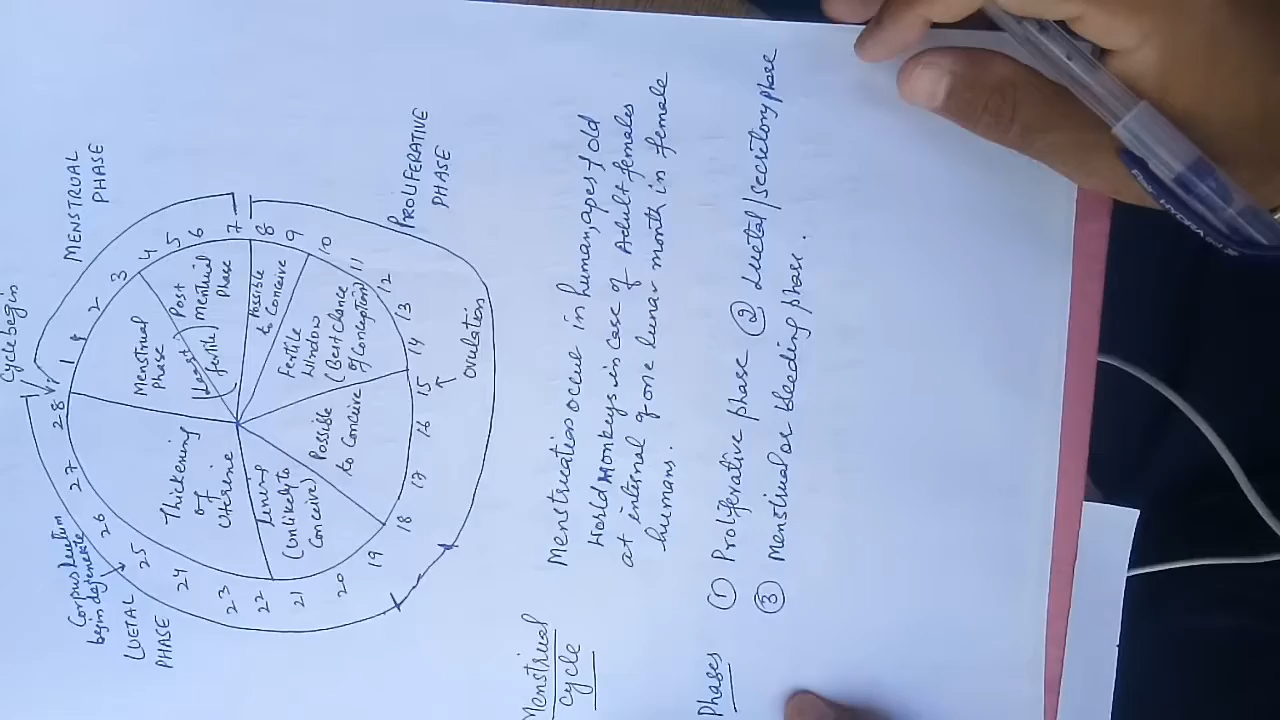 Cycle begin
MENSTRUAL
PHASE
1
2
3
4
5
6
7
8
9
10
11
12
13
14
15
16
17
18
19
20
21
22
23
24
25
26
27
28
Menstrual
Phase
Post
menstrual
Phase
(Least
fertile)
Possible
to Conceive
Fertile
Window
(Best Chance
of Conception)
Possible
to Conceive
Thickening
of
Uterine
Lining
(Unlikely to
Conceive)
PROLIFERATIVE
PHASE
Ovulation
Corpus luetum
begin degenerate
LUETAL
PHASE
Menstrual
Cycle
Menstruation occur in human, apes & old
World Monkeys in case of Adult females
at interval of one lunar month in female
humans.
Phases
① Proliferative phase ② Luetal/secretory phase
③ Menstrual or bleeding phase.
Flair HYDRA